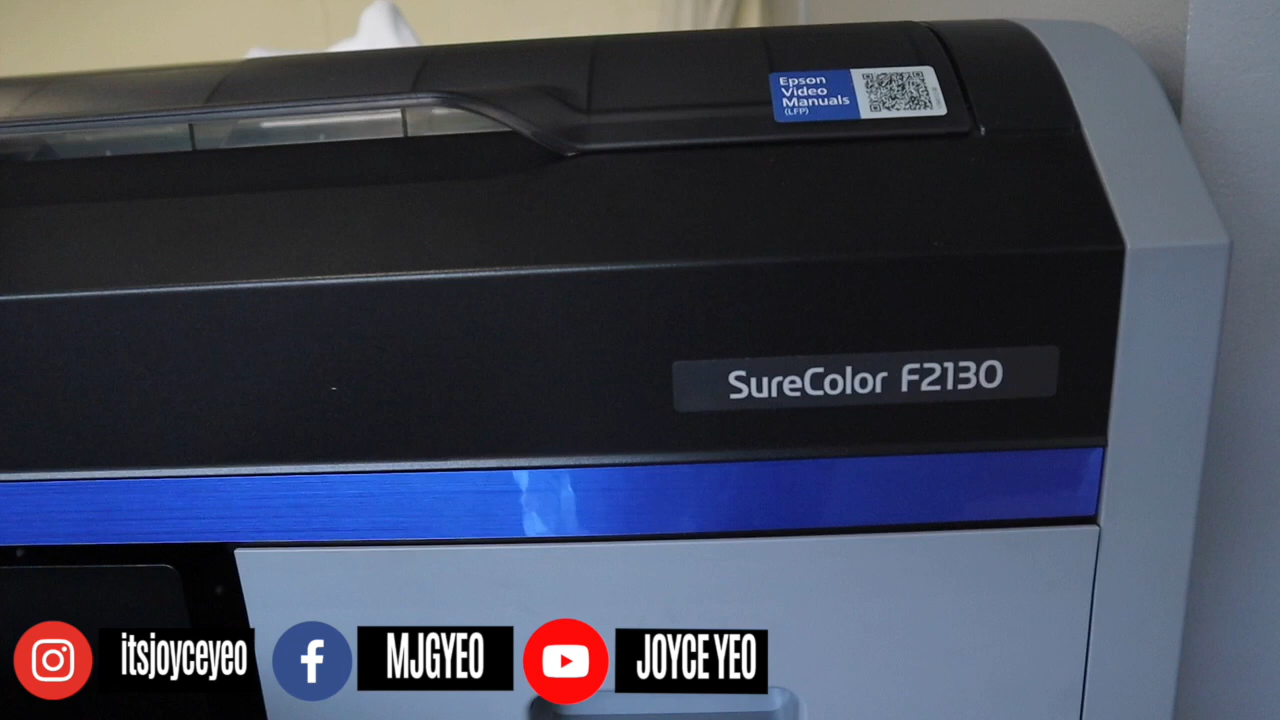 Epson
Video
Manuals
(LFP)
SureColor F2130
itsjoyceyeo
MJGYEO
JOYCE YEO